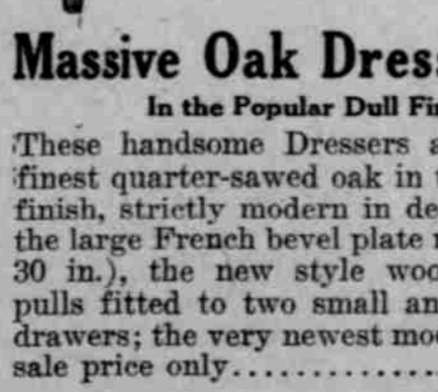 Massive Oak Dress
In the Popular Dull Fin
These handsome Dressers a
finest quarter-sawed oak in
finish, strictly modern in de
the large French bevel plate
30 in.), the new style woo
pulls fitted to two small an
drawers; the very newest mo
sale price only.............